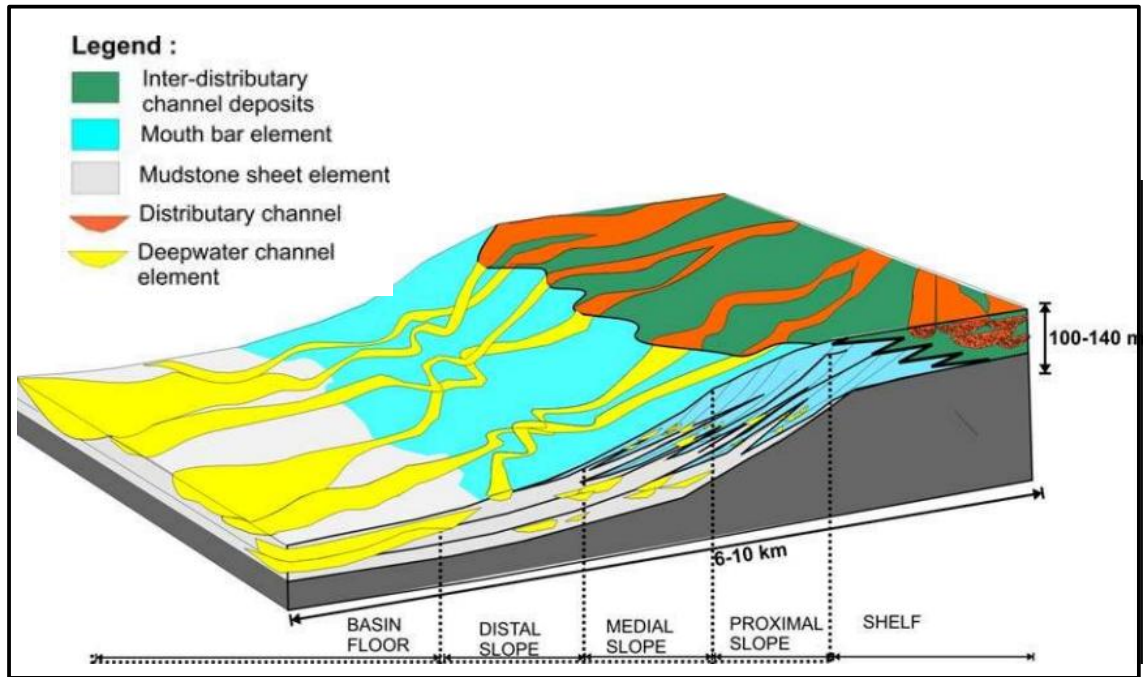 Legend :
Inter-distributary
channel deposits
Mouth bar element
Mudstone sheet element
Distributary channel
Deepwater channel
element
100-140 m
6-10 km
BASIN
FLOOR
DISTAL
SLOPE
MEDIAL
SLOPE
PROXIMAL
SLOPE
SHELF